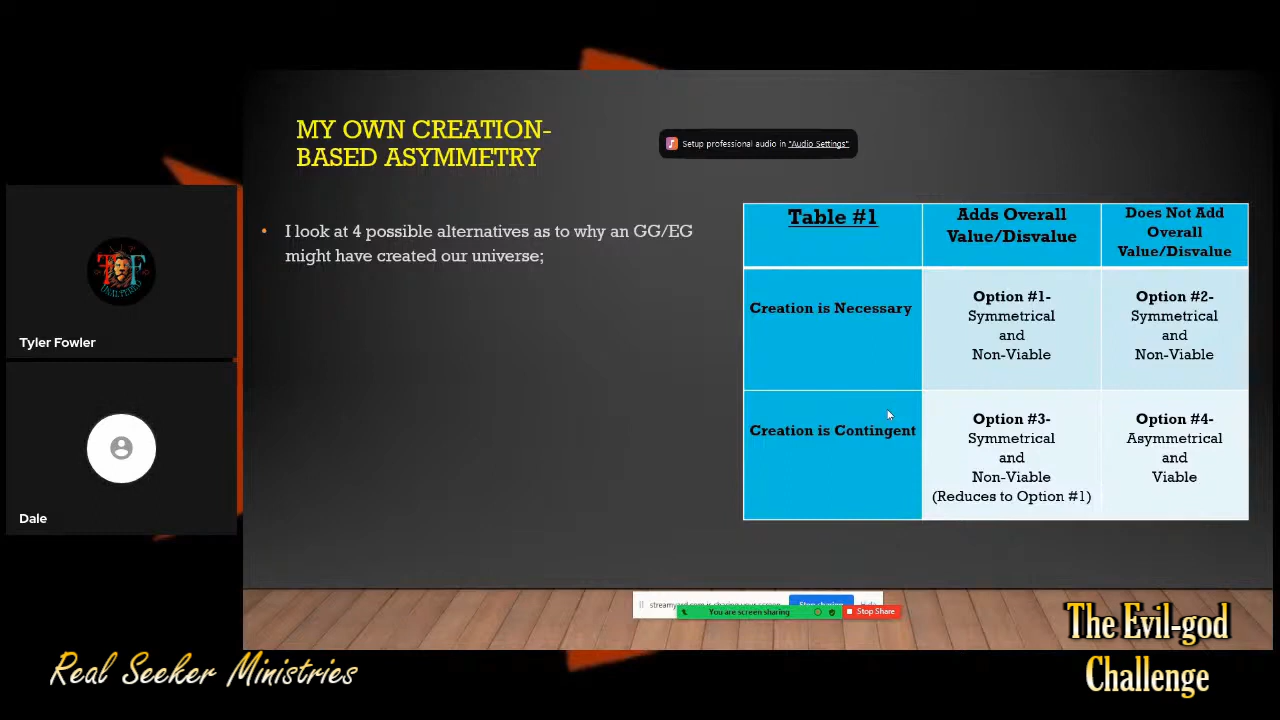 MY OWN CREATION-
BASED ASYMMETRY
Setup professional audio in "Audio Settings"
• I look at 4 possible alternatives as to why an GG/EG
might have created our universe;
Table #1
Adds Overall
Value/Disvalue
Does Not Add
Overall
Value/Disvalue
Creation is Necessary
Option #1-
Symmetrical
and
Non-Viable
Option #2-
Symmetrical
and
Non-Viable
Creation is Contingent
Option #3-
Symmetrical
and
Non-Viable
(Reduces to Option #1)
Option #4-
Asymmetrical
and
Viable
UNALTERED
Tyler Fowler
Dale
You are screen sharing
Stop Share
Real Seeker Ministries
The Evil-god
Challenge